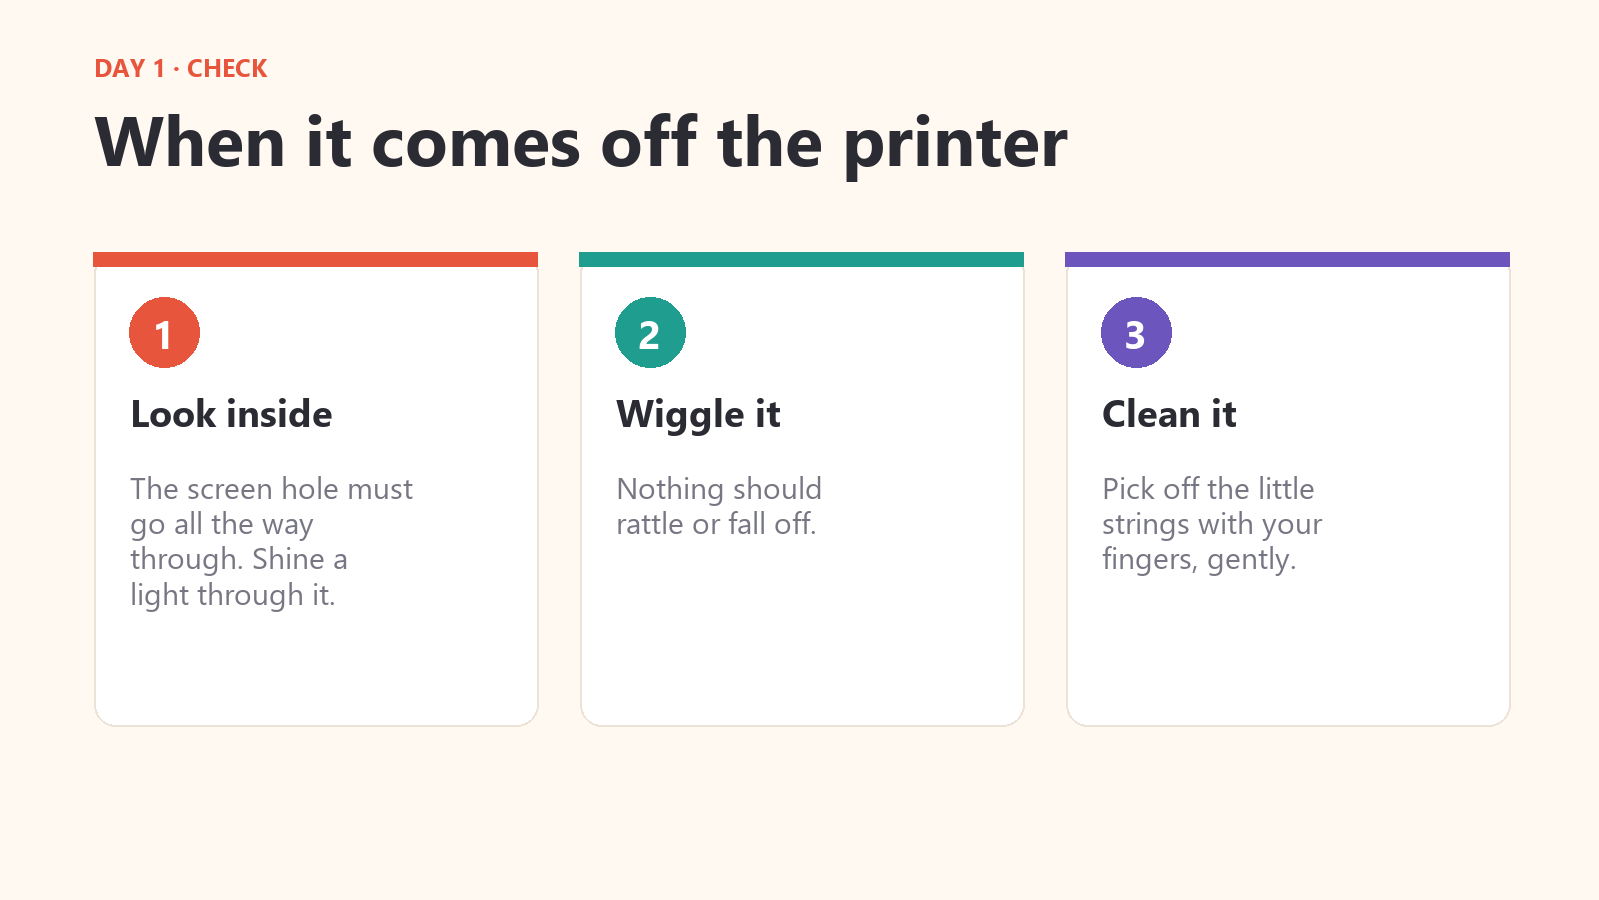 DAY 1 · CHECK
When it comes off the printer
1
Look inside
The screen hole must
go all the way
through. Shine a
light through it.
2
Wiggle it
Nothing should
rattle or fall off.
3
Clean it
Pick off the little
strings with your
fingers, gently.